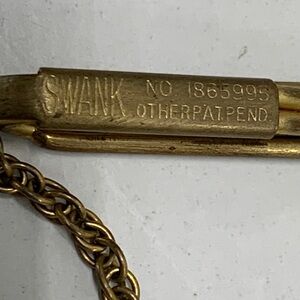 SWANK NO. 1865995
OTHER PAT. PEND.